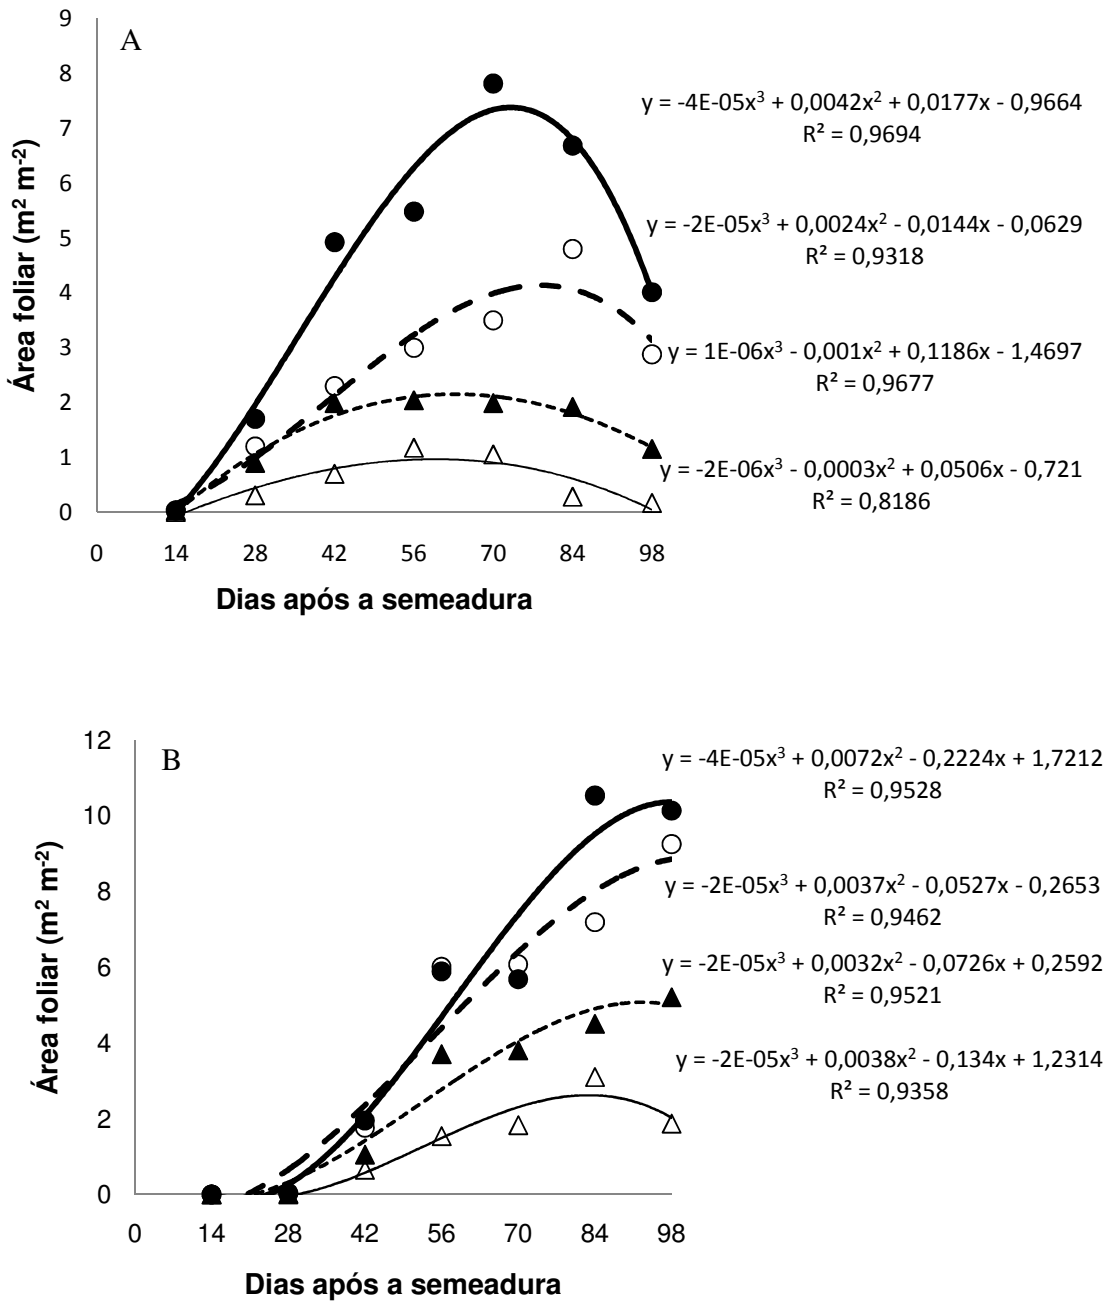 A
9
8
7
6
5
4
3
2
1
0
Área foliar (m² m⁻²)
0 14 28 42 56 70 84 98
Dias após a semeadura
y = -4E-05x³ + 0,0042x² + 0,0177x - 0,9664
R² = 0,9694
y = -2E-05x³ + 0,0024x² - 0,0144x - 0,0629
R² = 0,9318
y = 1E-06x³ - 0,001x² + 0,1186x - 1,4697
R² = 0,9677
y = -2E-06x³ - 0,0003x² + 0,0506x - 0,721
R² = 0,8186
B
12
10
8
6
4
2
0
Área foliar (m² m⁻²)
0 14 28 42 56 70 84 98
Dias após a semeadura
y = -4E-05x³ + 0,0072x² - 0,2224x + 1,7212
R² = 0,9528
y = -2E-05x³ + 0,0037x² - 0,0527x - 0,2653
R² = 0,9462
y = -2E-05x³ + 0,0032x² - 0,0726x + 0,2592
R² = 0,9521
y = -2E-05x³ + 0,0038x² - 0,134x + 1,2314
R² = 0,9358